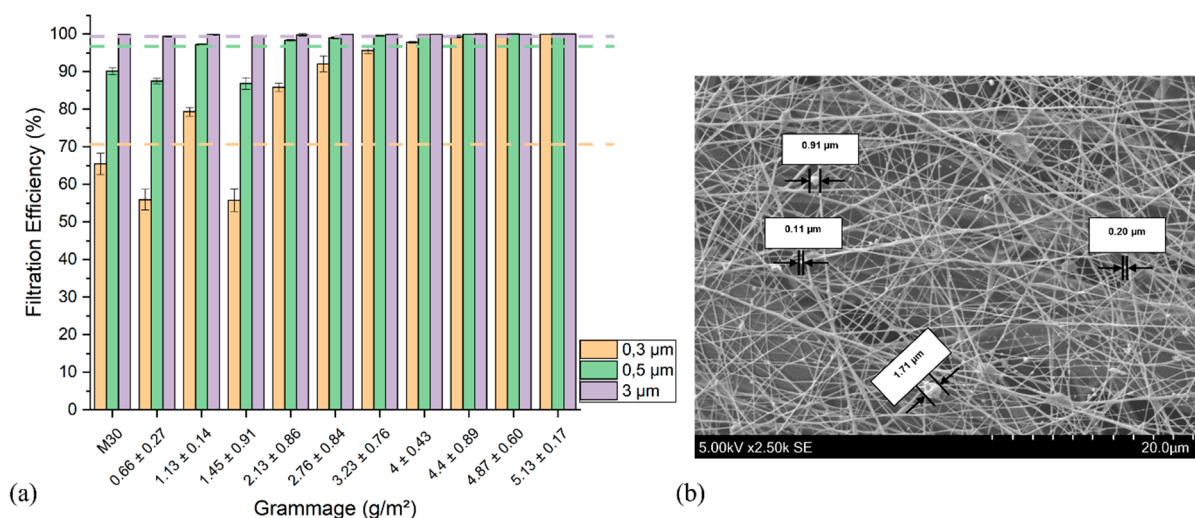 100
90
80
70
60
50
40
30
20
10
0
Filtration Efficiency (%)
0,3 µm
0,5 µm
3 µm
M30
0.66 ± 0.27
1.13 ± 0.14
1.45 ± 0.91
2.13 ± 0.86
2.76 ± 0.84
3.23 ± 0.76
4 ± 0.43
4.4 ± 0.89
4.87 ± 0.60
5.13 ± 0.17
Grammage (g/m²)
(a)
0.91 µm
0.11 µm
0.20 µm
1.71 µm
5.00kV x2.50k SE
20.0µm
(b)